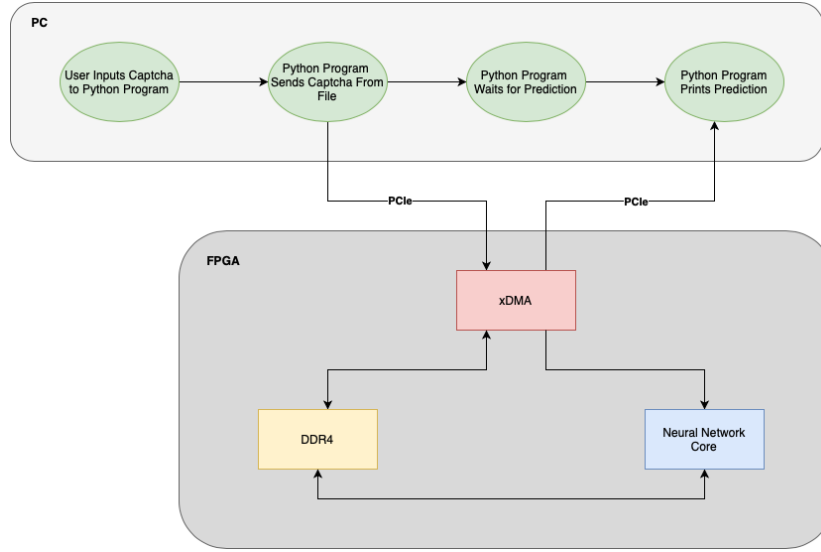 PC
User Inputs Captcha
to Python Program
Python Program
Sends Captcha From
File
Python Program
Waits for Prediction
Python Program
Prints Prediction
PCIe
PCIe
FPGA
xDMA
DDR4
Neural Network
Core